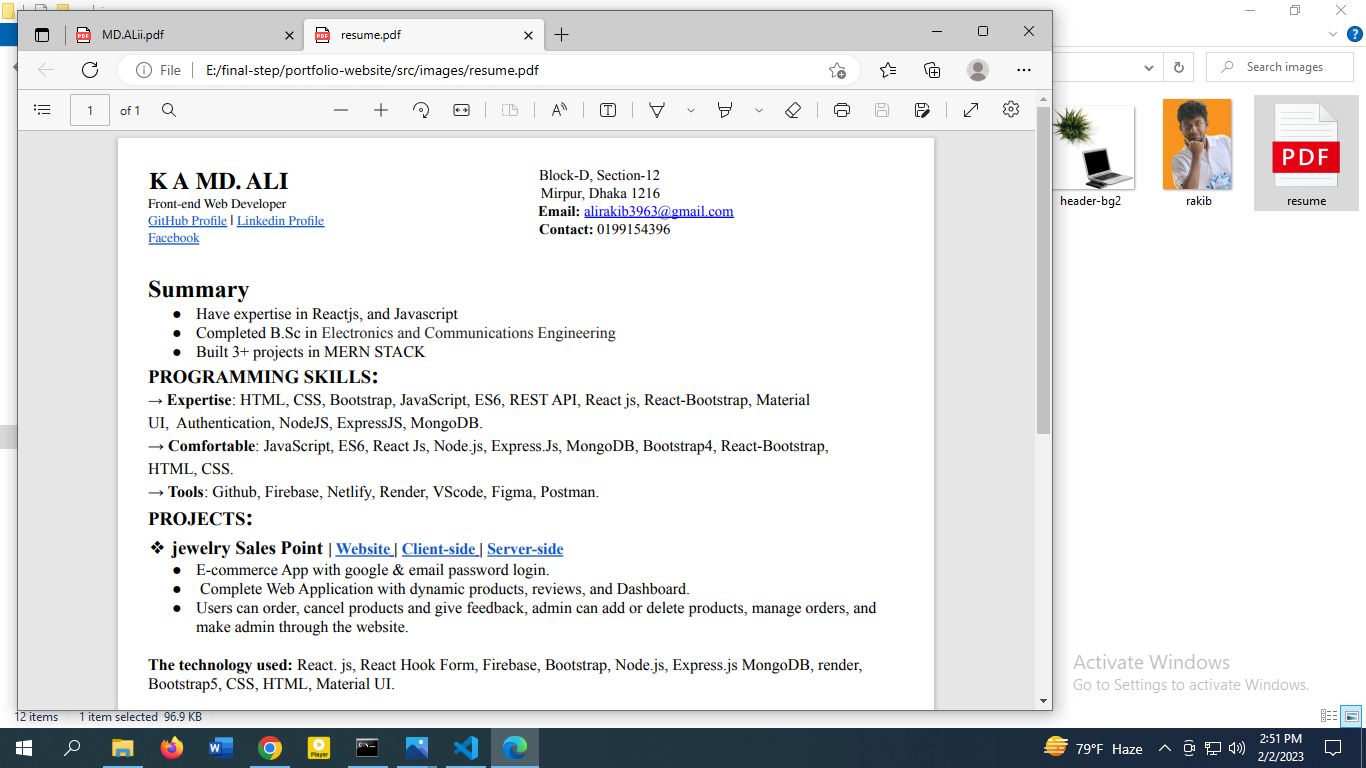 MD.ALii.pdf
resume.pdf
File
E:/final-step/portfolio-website/src/images/resume.pdf
Search images
1 of 1
K A MD. ALI
Front-end Web Developer
GitHub Profile | Linkedin Profile
Facebook
Block-D, Section-12
Mirpur, Dhaka 1216
Email: alirakib3963@gmail.com
Contact: 0199154396
Summary
● Have expertise in Reactjs, and Javascript
● Completed B.Sc in Electronics and Communications Engineering
● Built 3+ projects in MERN STACK
PROGRAMMING SKILLS:
→ Expertise: HTML, CSS, Bootstrap, JavaScript, ES6, REST API, React js, React-Bootstrap, Material
UI, Authentication, NodeJS, ExpressJS, MongoDB.
→ Comfortable: JavaScript, ES6, React Js, Node.js, Express.Js, MongoDB, Bootstrap4, React-Bootstrap,
HTML, CSS.
→ Tools: Github, Firebase, Netlify, Render, VScode, Figma, Postman.
PROJECTS:
❖ jewelry Sales Point | Website | Client-side | Server-side
● E-commerce App with google & email password login.
● Complete Web Application with dynamic products, reviews, and Dashboard.
● Users can order, cancel products and give feedback, admin can add or delete products, manage orders, and
make admin through the website.
The technology used: React. js, React Hook Form, Firebase, Bootstrap, Node.js, Express.js MongoDB, render,
Bootstrap5, CSS, HTML, Material UI.
PDF
header-bg2
rakib
resume
Activate Windows
Go to Settings to activate Windows.
12 items 1 item selected 96.9 KB
Player
79°F Haze
2:51 PM
2/2/2023